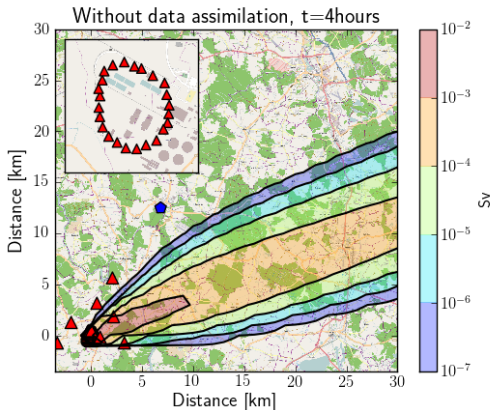 Without data assimilation, t=4hours
30
25
20
15
10
5
0
Distance [km]
0 5 10 15 20 25 30
Distance [km]
10⁻²
10⁻³
10⁻⁴
10⁻⁵
10⁻⁶
10⁻⁷
Sv